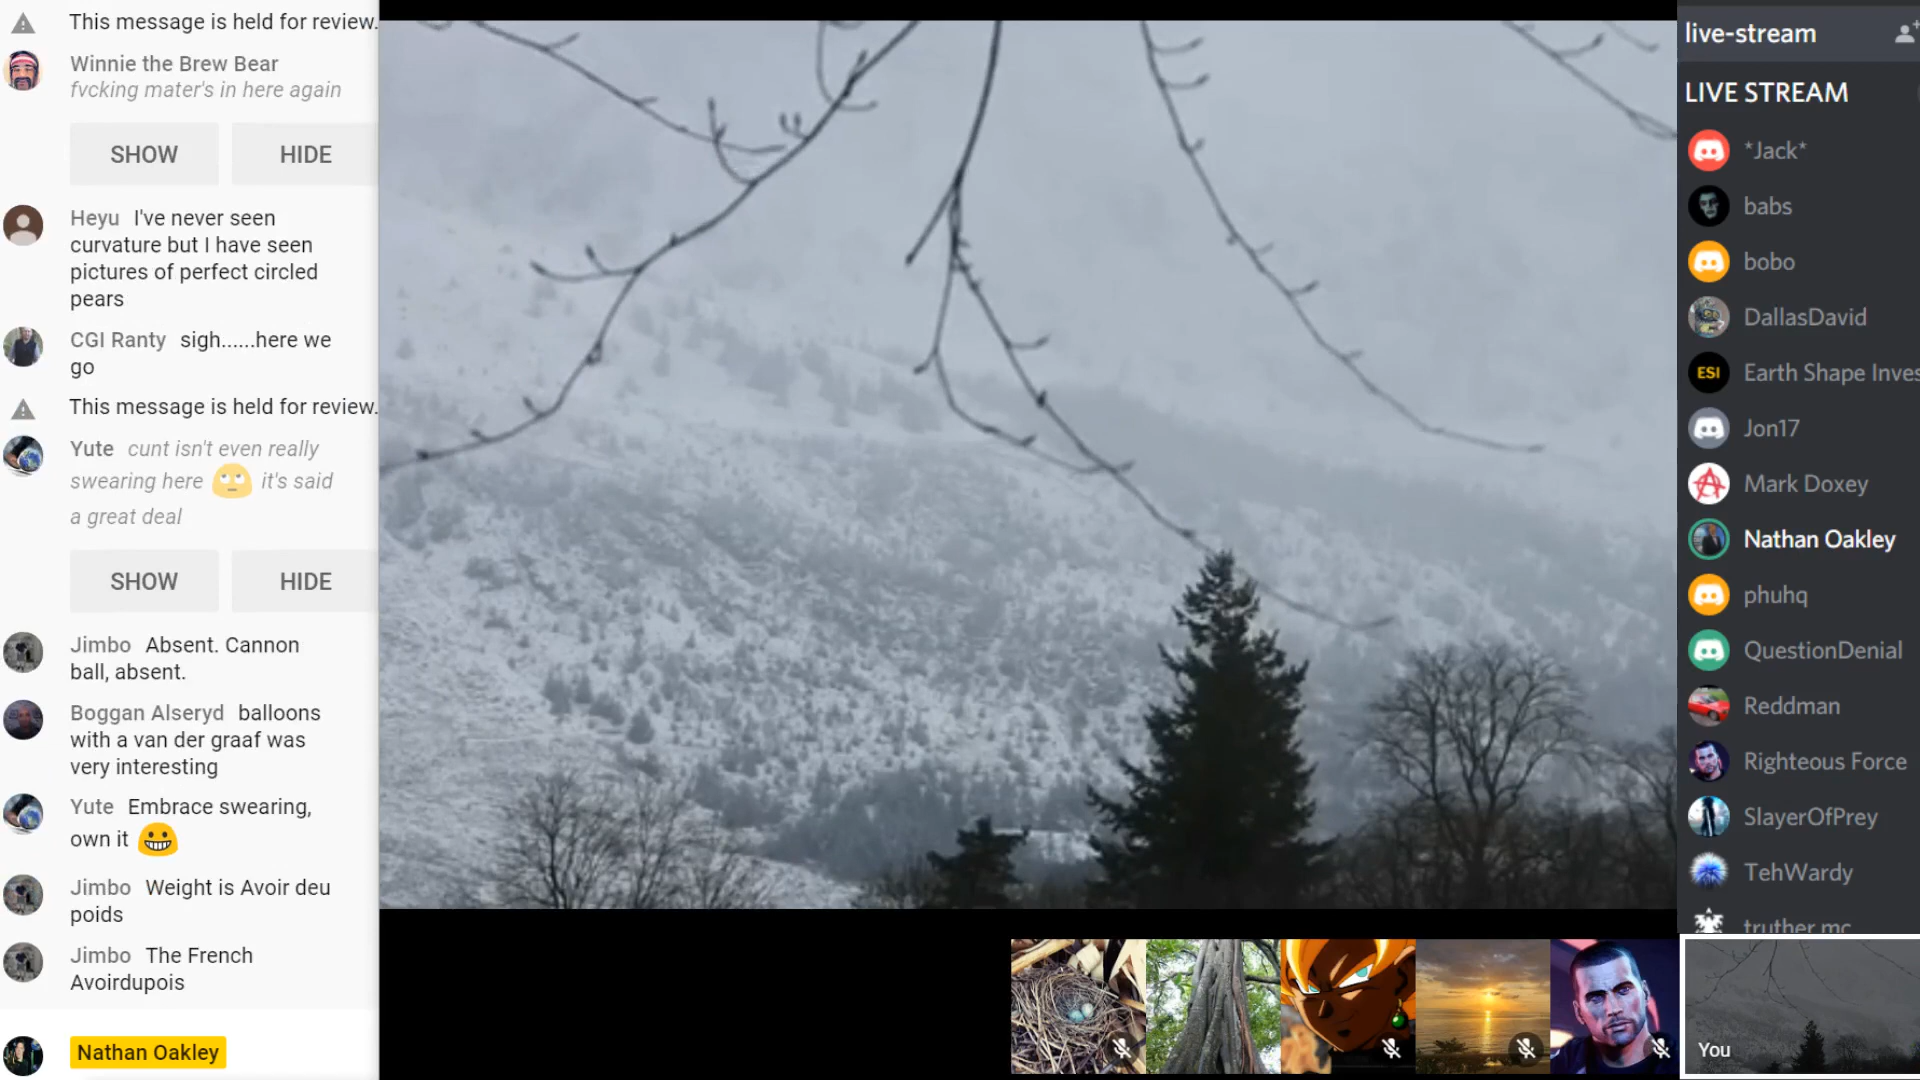 This message is held for review.
Winnie the Brew Bear
fvcking mater's in here again
SHOW HIDE
Heyu I've never seen
curvature but I have seen
pictures of perfect circled
pears
CGI Ranty sigh......here we
go
This message is held for review.
Yute cunt isn't even really
swearing here 🙄 it's said
a great deal
SHOW HIDE
Jimbo Absent. Cannon
ball, absent.
Boggan Alseryd balloons
with a van der graaf was
very interesting
Yute Embrace swearing,
own it 😀
Jimbo Weight is Avoir deu
poids
Jimbo The French
Avoirdupois
Nathan Oakley
live-stream
LIVE STREAM
*Jack*
babs
bobo
DallasDavid
ESI Earth Shape Inves
Jon17
Mark Doxey
Nathan Oakley
phuhq
QuestionDenial
Reddman
Righteous Force
SlayerOfPrey
TehWardy
truther mc
You